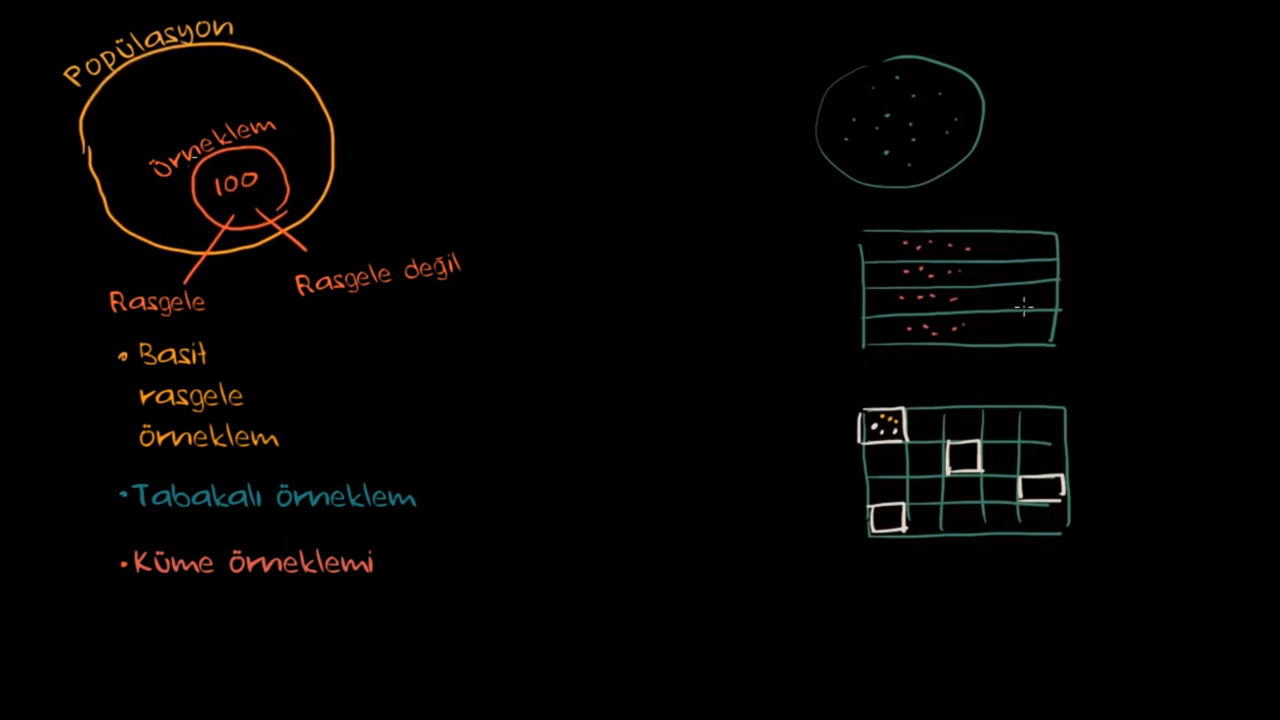 Popülasyon
örneklem
100
Rasgele değil
Rasgele
• Basit
rasgele
örneklem
• Tabakalı örneklem
• Küme örneklemi